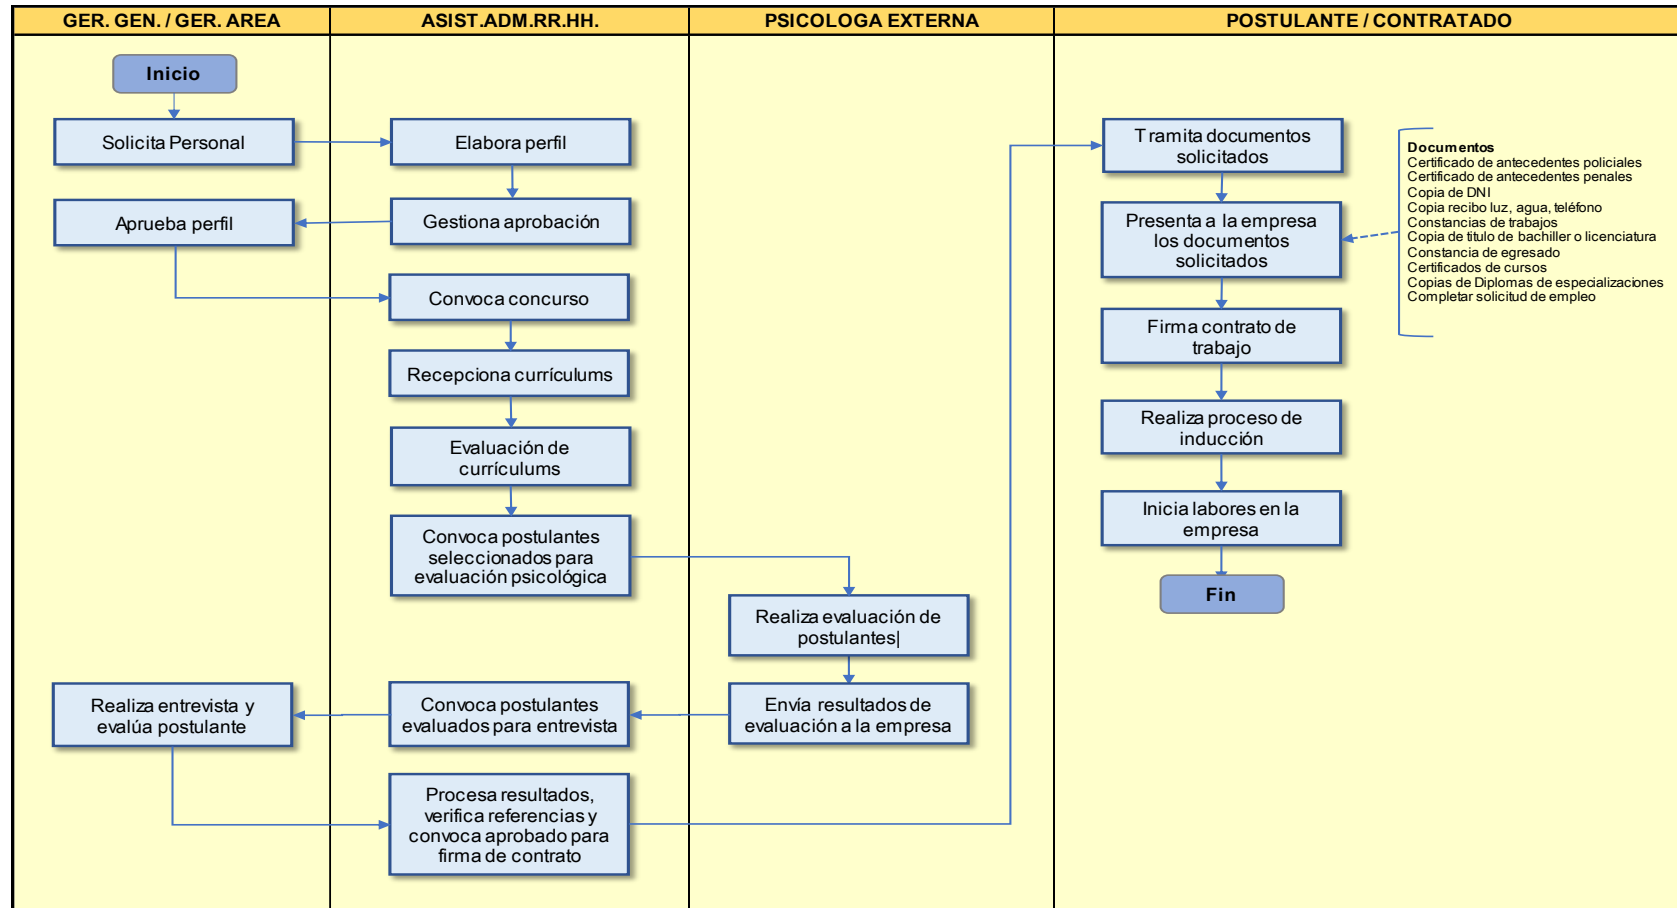 GER. GEN. / GER. AREA
ASIST.ADM.RR.HH.
PSICOLOGA EXTERNA
POSTULANTE / CONTRATADO
Inicio
Solicita Personal
Elabora perfil
Gestiona aprobación
Aprueba perfil
Convoca concurso
Recepciona currículums
Evaluación de
currículums
Convoca postulantes
seleccionados para
evaluación psicológica
Realiza evaluación de
postulantes|
Envía resultados de
evaluación a la empresa
Convoca postulantes
evaluados para entrevista
Realiza entrevista y
evalúa postulante
Procesa resultados,
verifica referencias y
convoca aprobado para
firma de contrato
Tramita documentos
solicitados
Presenta a la empresa
los documentos
solicitados
Firma contrato de
trabajo
Realiza proceso de
inducción
Inicia labores en la
empresa
Fin
Documentos
Certificado de antecedentes policiales
Certificado de antecedentes penales
Copia de DNI
Copia recibo luz, agua, teléfono
Constancias de trabajos
Copia de titulo de bachiller o licenciatura
Constancia de egresado
Certificados de cursos
Copias de Diplomas de especializaciones
Completar solicitud de empleo